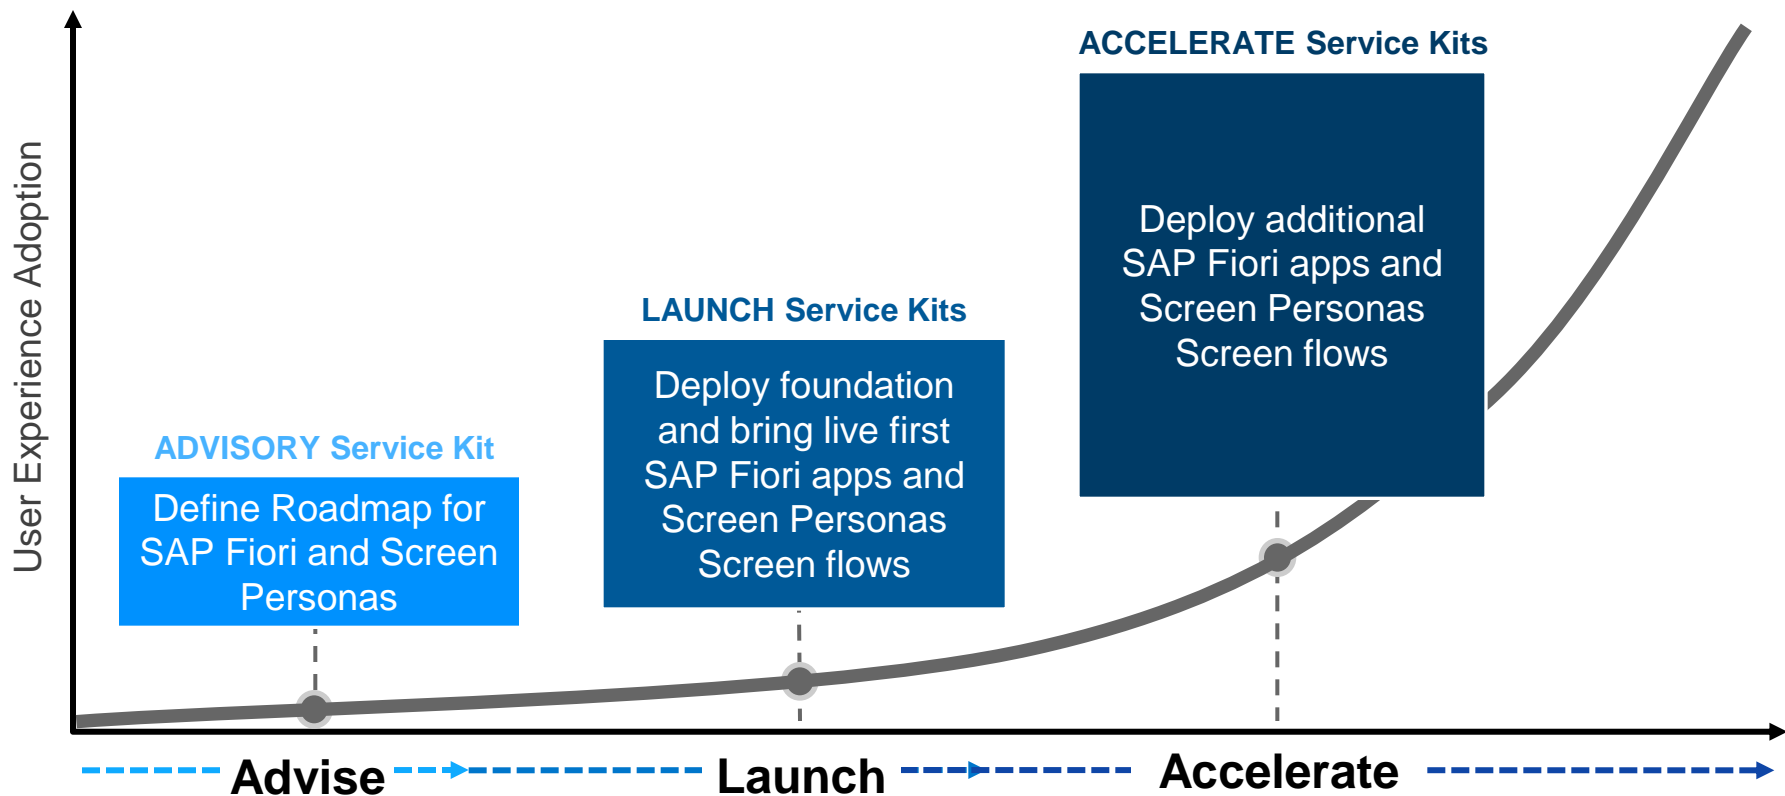 User Experience Adoption
ADVISORY Service Kit
Define Roadmap for
SAP Fiori and Screen
Personas
LAUNCH Service Kits
Deploy foundation
and bring live first
SAP Fiori apps and
Screen Personas
Screen flows
ACCELERATE Service Kits
Deploy additional
SAP Fiori apps and
Screen Personas
Screen flows
Advise
Launch
Accelerate